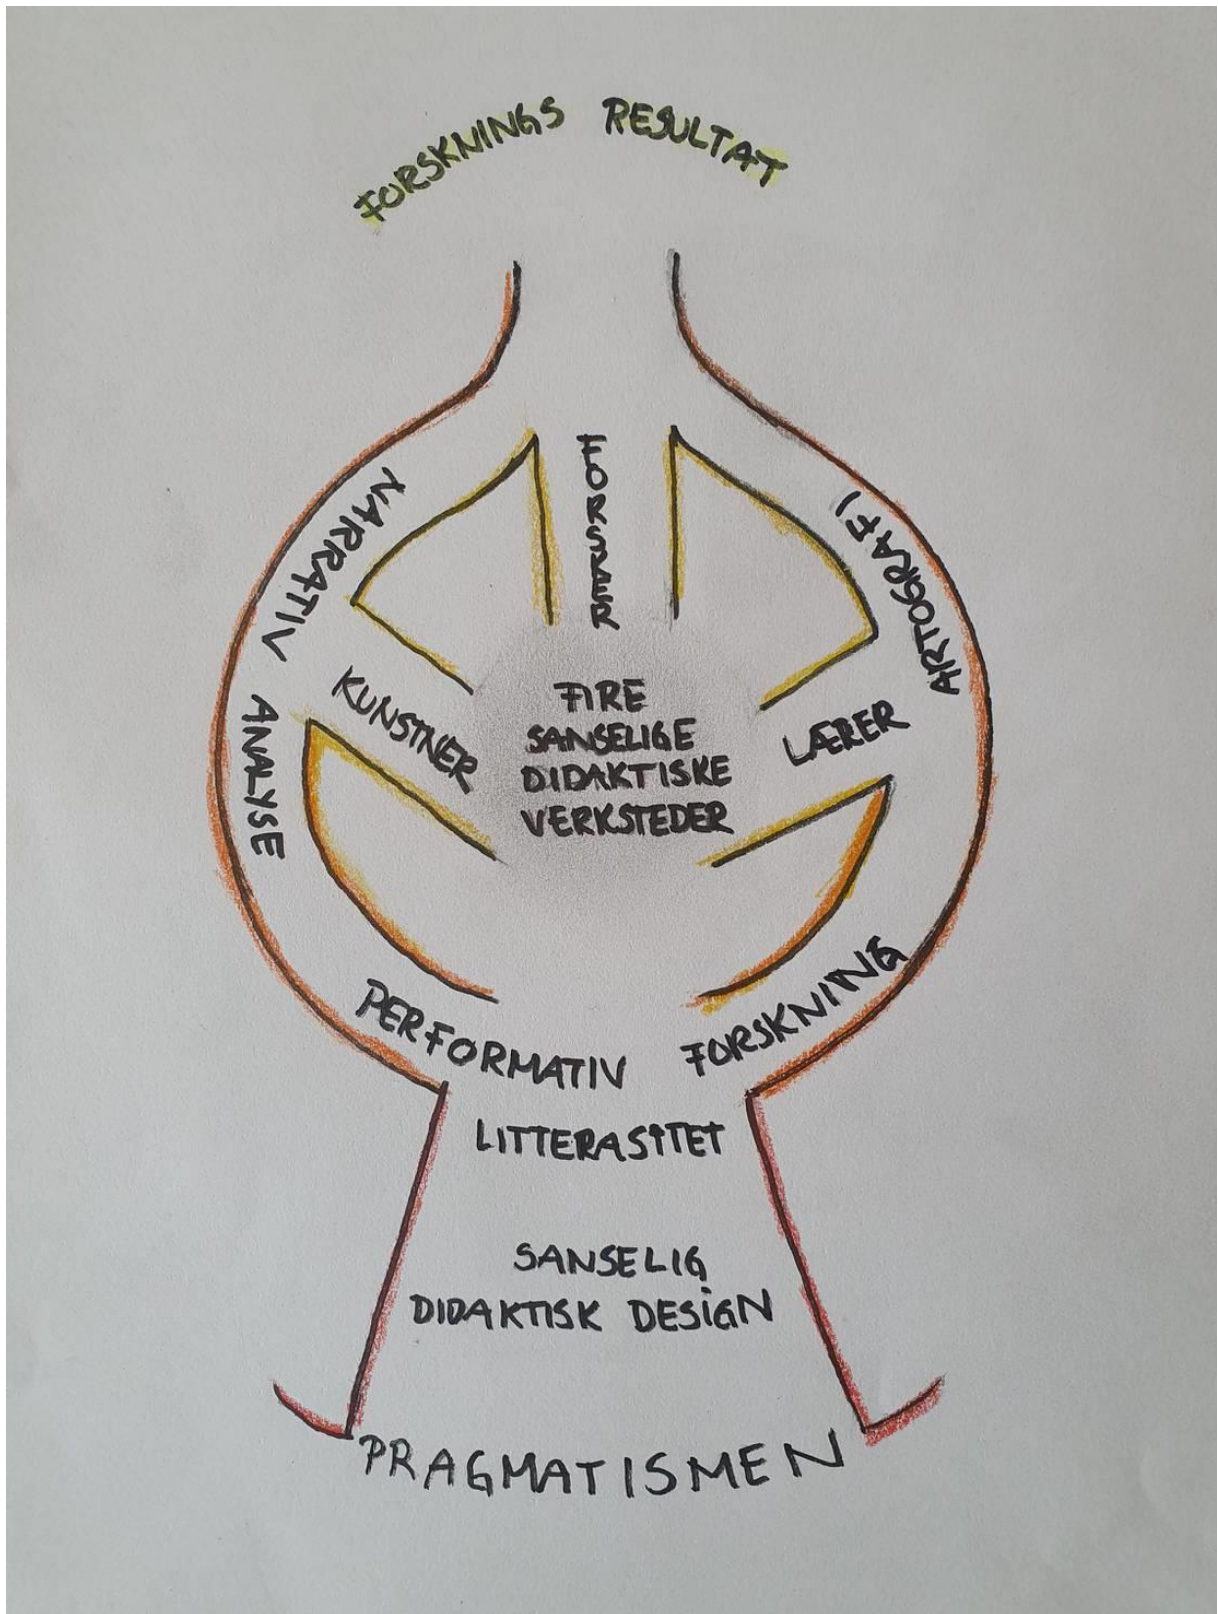 FORSKNINGS RESULTAT
FORSKER
NARRATIV ANALYSE
ARTOGRAFI
KUNSTNER
LÆRER
FIRE
SANSELIGE
DIDAKTISKE
VERKSTEDER
PERFORMATIV FORSKNING
LITTERASITET
SANSELIG
DIDAKTISK DESIGN
PRAGMATISMEN